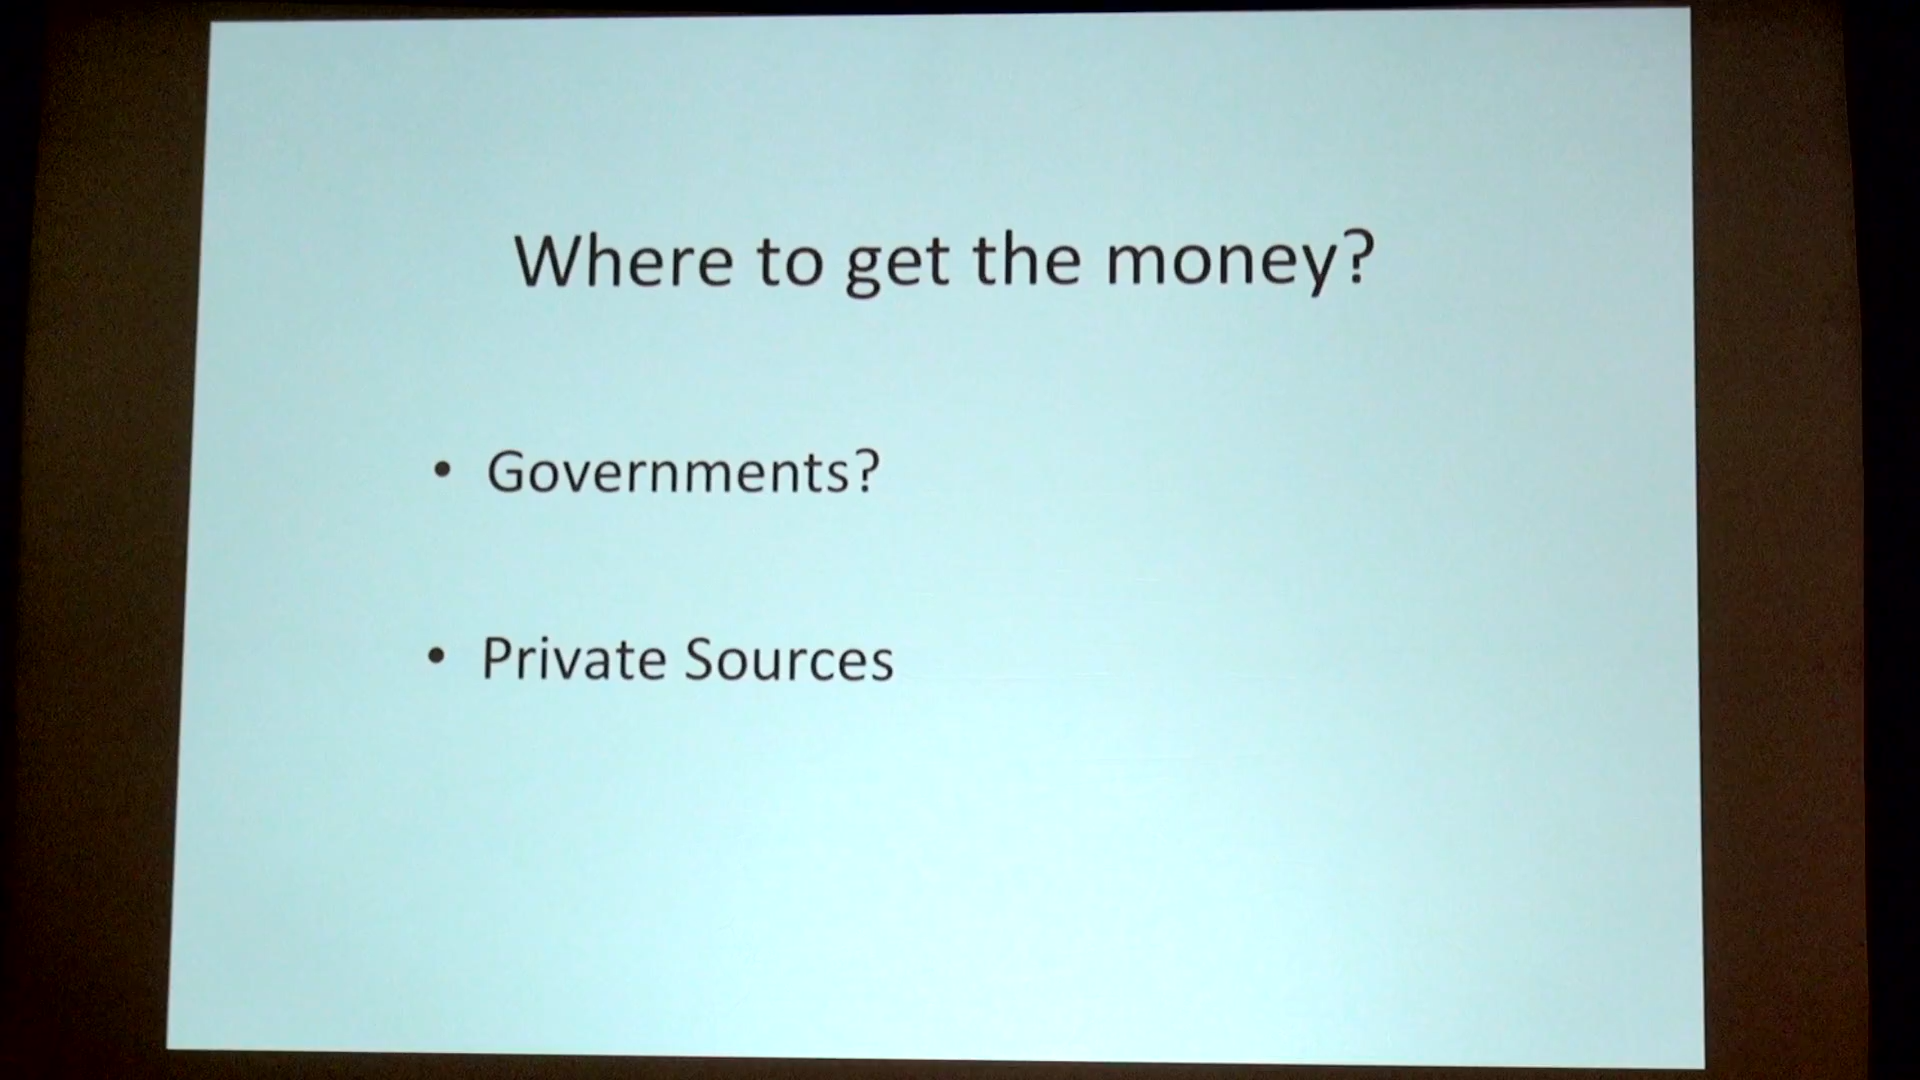 Where to get the money?
• Governments?
• Private Sources